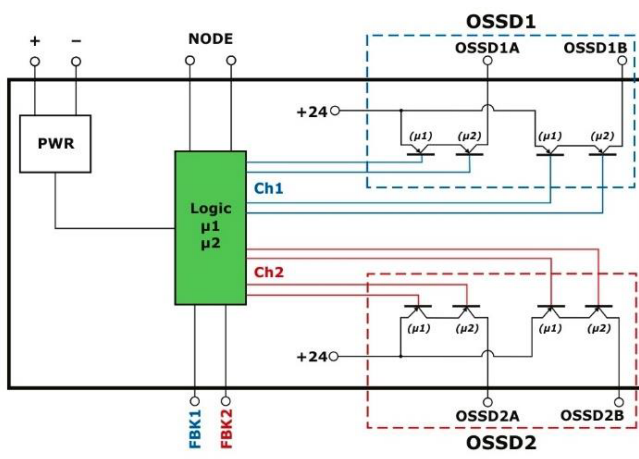 OSSD1
+ −
NODE
OSSD1A
OSSD1B
+24
(μ1) (μ2) (μ1) (μ2)
PWR
Ch1
Logic
μ1
μ2
Ch2
(μ1) (μ2) (μ1) (μ2)
+24
FBK1
FBK2
OSSD2A
OSSD2B
OSSD2